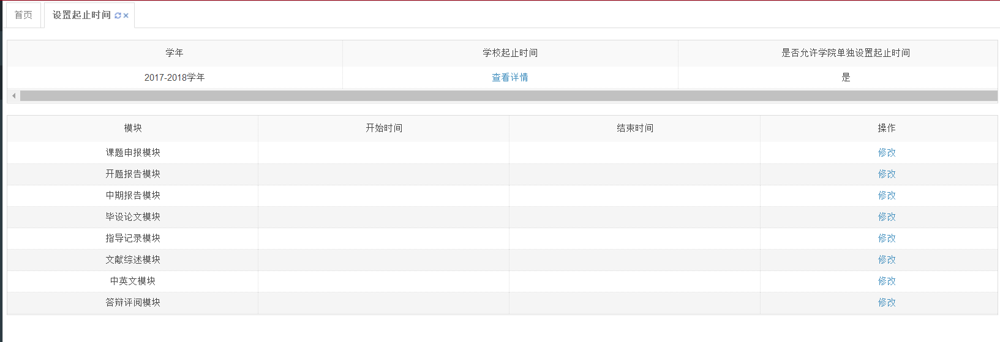 首页 设置起止时间
学年 学校起止时间 是否允许学院单独设置起止时间
2017-2018学年 查看详情 是
模块 开始时间 结束时间 操作
课题申报模块 修改
开题报告模块 修改
中期报告模块 修改
毕设论文模块 修改
指导记录模块 修改
文献综述模块 修改
中英文模块 修改
答辩评阅模块 修改